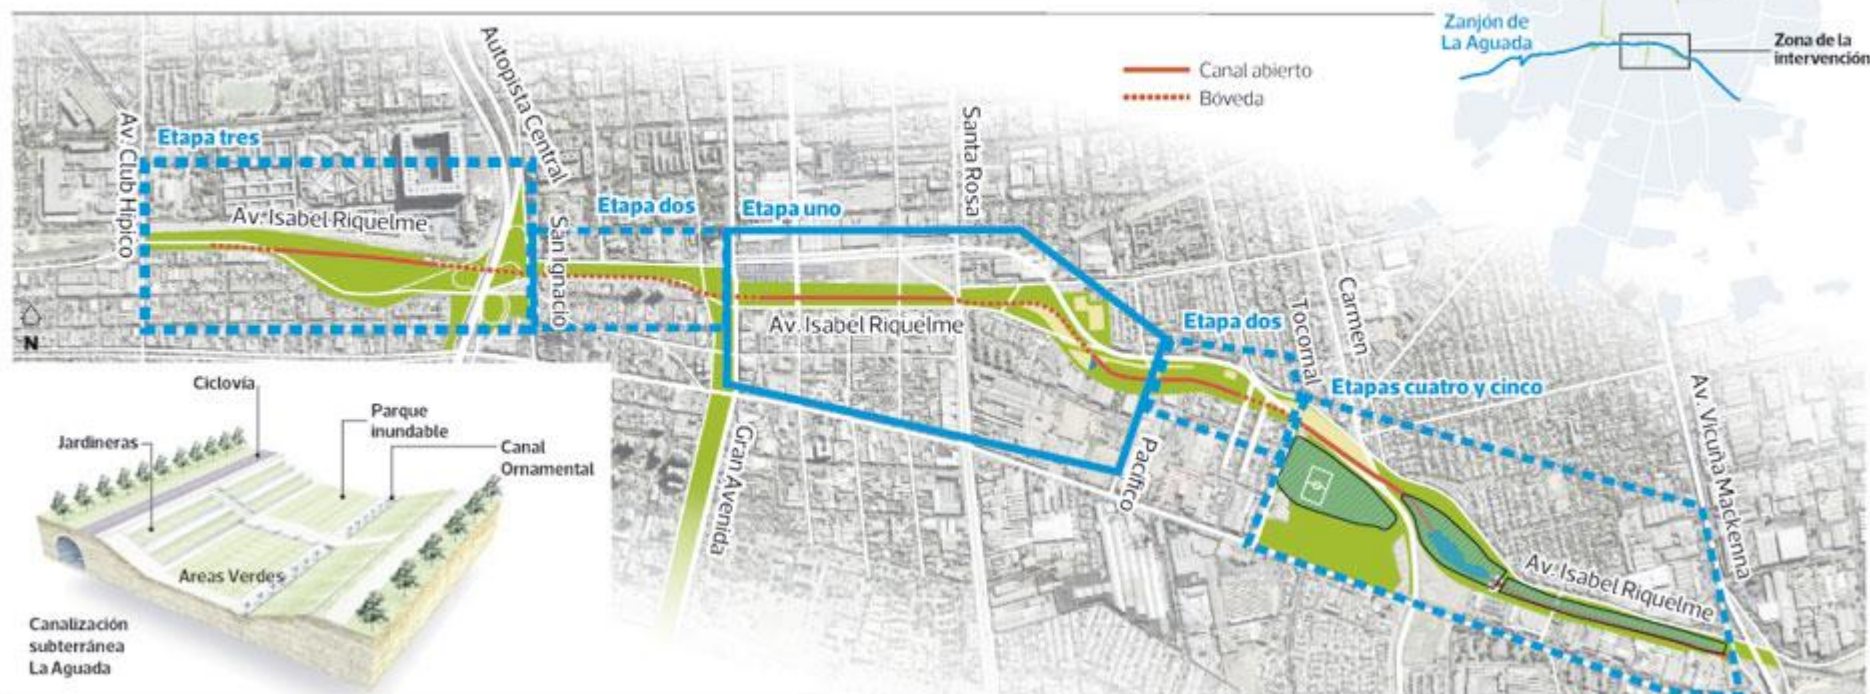 Zanjón de
La Aguada
Zona de la
intervención
Canal abierto
Bóveda
Autopista Central
Av. Club Hípico
Etapa tres
Av. Isabel Riquelme
San Ignacio
Etapa dos
Etapa uno
Santa Rosa
Av. Isabel Riquelme
Gran Avenida
Pacífico
Etapa dos
Tocornal
Carmen
Etapas cuatro y cinco
Av. Vicuña Mackenna
Av. Isabel Riquelme
N
Ciclovía
Parque
inundable
Jardineras
Canal
Ornamental
Areas Verdes
Canalización
subterránea
La Aguada